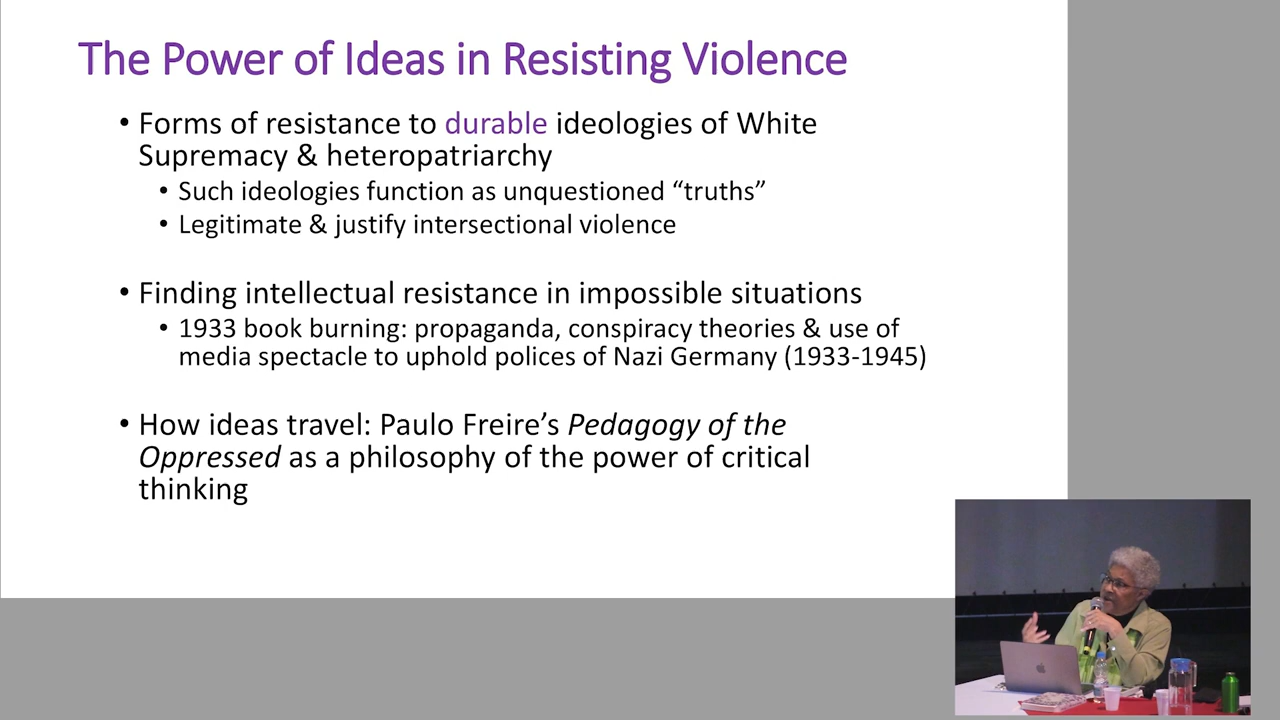 The Power of Ideas in Resisting Violence
• Forms of resistance to durable ideologies of White
Supremacy & heteropatriarchy
• Such ideologies function as unquestioned “truths”
• Legitimate & justify intersectional violence
• Finding intellectual resistance in impossible situations
• 1933 book burning: propaganda, conspiracy theories & use of
media spectacle to uphold polices of Nazi Germany (1933-1945)
• How ideas travel: Paulo Freire’s Pedagogy of the
Oppressed as a philosophy of the power of critical
thinking